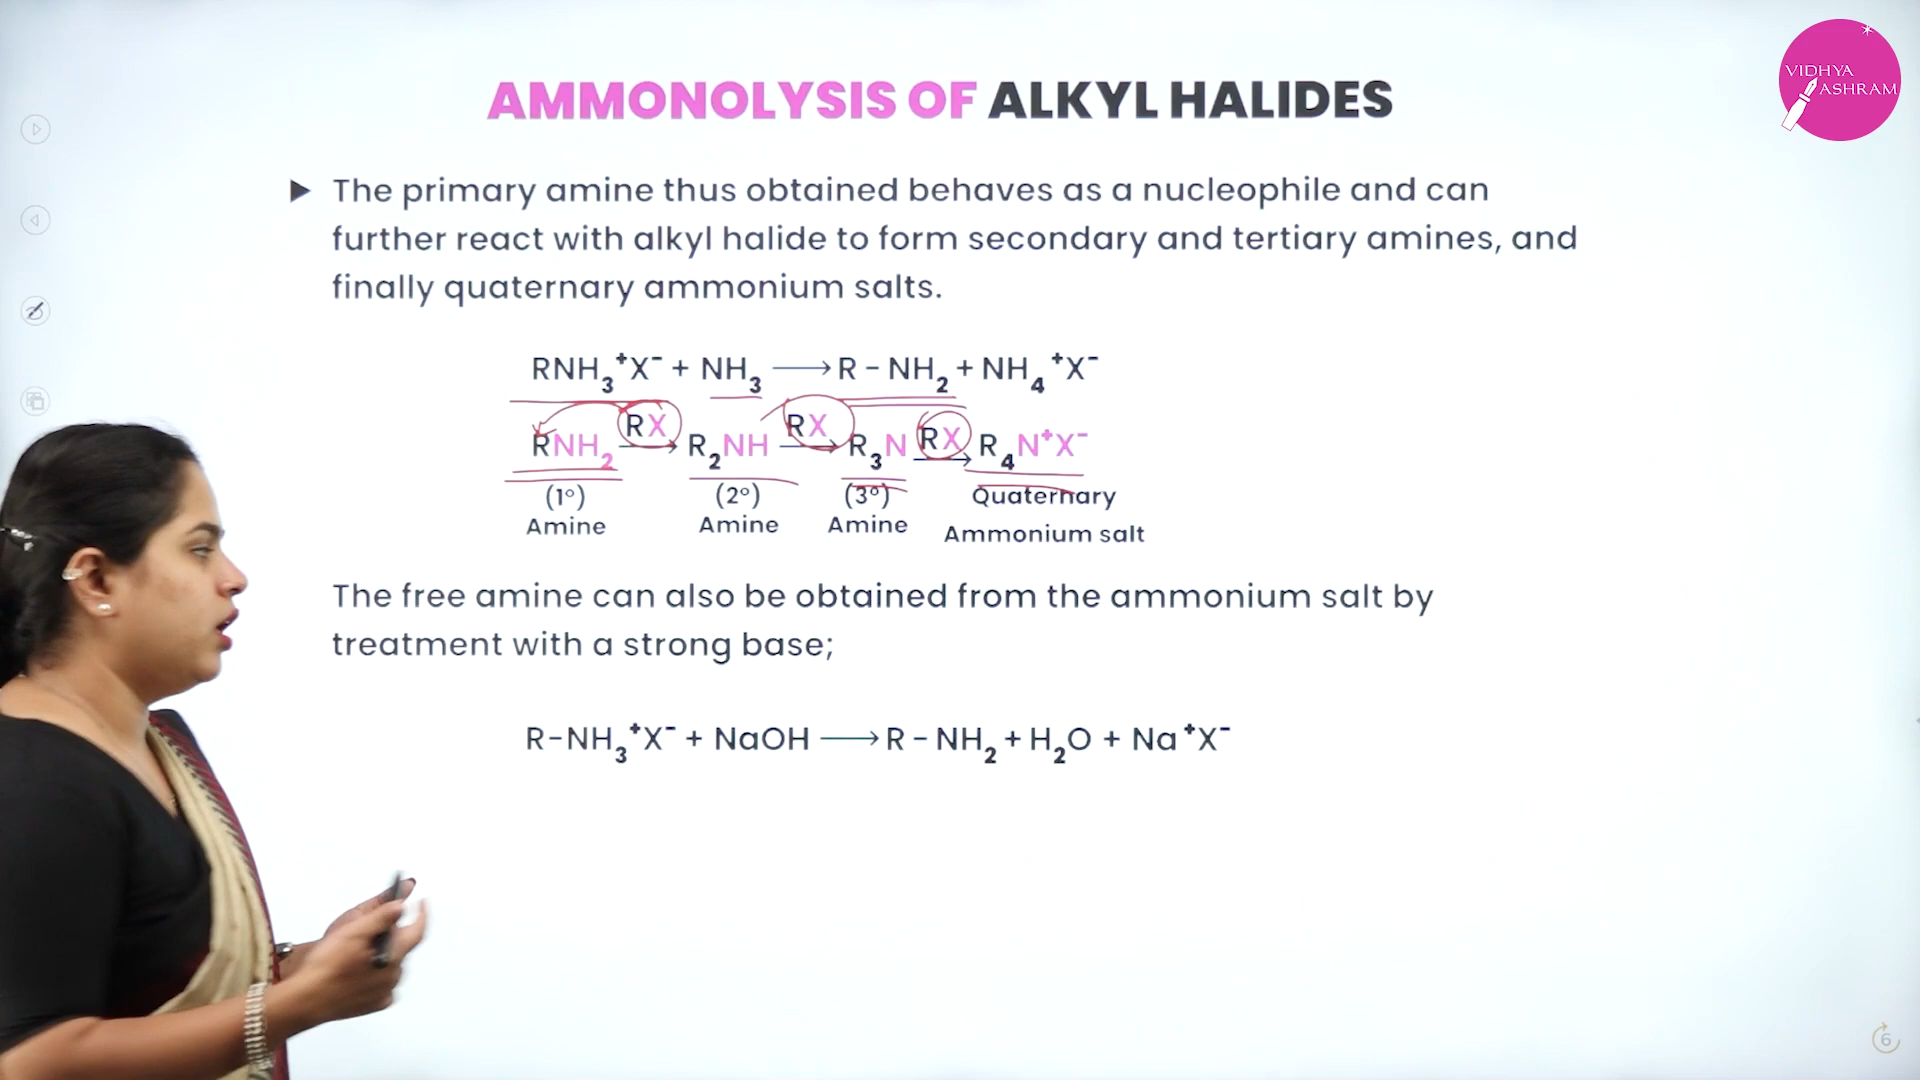 VIDHYA
ASHRAM
AMMONOLYSIS OF ALKYL HALIDES
The primary amine thus obtained behaves as a nucleophile and can
further react with alkyl halide to form secondary and tertiary amines, and
finally quaternary ammonium salts.
RNH₃⁺X⁻ + NH₃ ⟶ R – NH₂ + NH₄⁺X⁻
RX RX RX
RNH₂ ⟶ R₂NH ⟶ R₃N ⟶ R₄N⁺X⁻
(1°) (2°) (3°) Quaternary
Amine Amine Amine Ammonium salt
The free amine can also be obtained from the ammonium salt by
treatment with a strong base;
R–NH₃⁺X⁻ + NaOH ⟶ R – NH₂ + H₂O + Na⁺X⁻
6